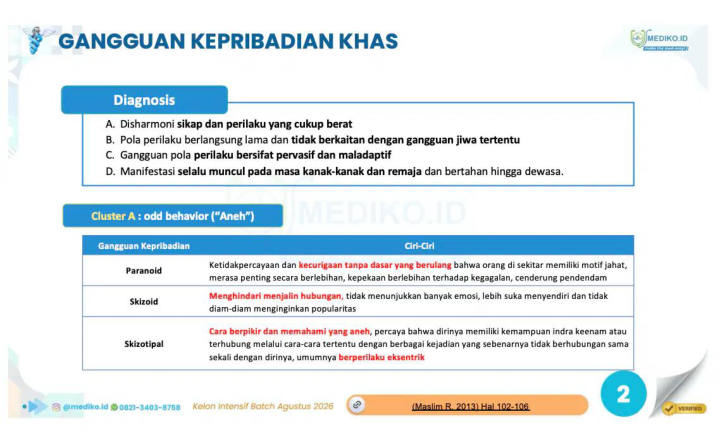 GANGGUAN KEPRIBADIAN KHAS
MEDIKO.ID
Diagnosis
A. Disharmoni sikap dan perilaku yang cukup berat
B. Pola perilaku berlangsung lama dan tidak berkaitan dengan gangguan jiwa tertentu
C. Gangguan pola perilaku bersifat pervasif dan maladaptif
D. Manifestasi selalu muncul pada masa kanak-kanak dan remaja dan bertahan hingga dewasa.
MEDIKO.ID
Cluster A : odd behavior ("Aneh")
Gangguan Kepribadian
Ciri-Ciri
Paranoid
Ketidakpercayaan dan kecurigaan tanpa dasar yang berulang bahwa orang di sekitar memiliki motif jahat,
merasa penting secara berlebihan, kepekaan berlebihan terhadap kegagalan, cenderung pendendam
Skizoid
Menghindari menjalin hubungan, tidak menunjukkan banyak emosi, lebih suka menyendiri dan tidak
diam-diam menginginkan popularitas
Skizotipal
Cara berpikir dan memahami yang aneh, percaya bahwa dirinya memiliki kemampuan indra keenam atau
terhubung melalui cara-cara tertentu dengan berbagai kejadian yang sebenarnya tidak berhubungan sama
sekali dengan dirinya, umumnya berperilaku eksentrik
@mediko.id 0821-3403-8758
Kelon Intensif Batch Agustus 2026
(Maslim R, 2013) Hal 102-106
2
VERIFIED